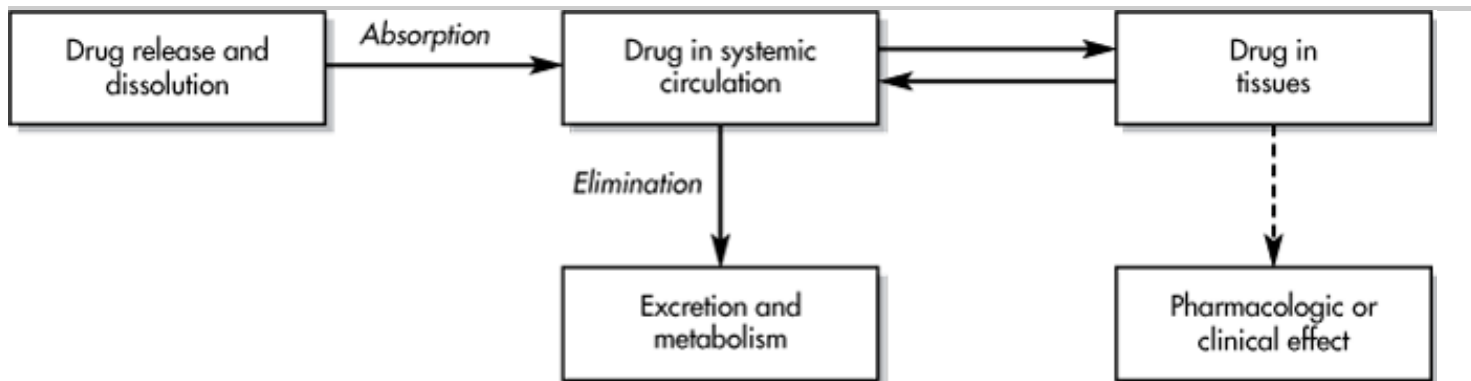 Drug release and
dissolution
Absorption
Drug in systemic
circulation
Drug in
tissues
Elimination
Excretion and
metabolism
Pharmacologic or
clinical effect